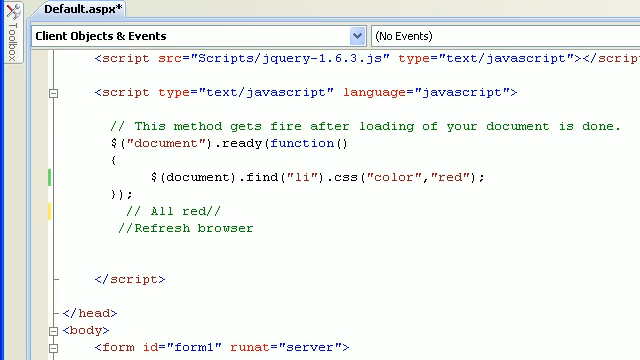 Default.aspx*
Toolbox
Client Objects & Events
(No Events)
<script src="Scripts/jquery-1.6.3.js" type="text/javascript"></scrip
<script type="text/javascript" language="javascript">
// This method gets fire after loading of your document is done.
$("document").ready(function()
{
$(document).find("li").css("color","red");
});
// All red//
//Refresh browser
</script>
</head>
<body>
<form id="form1" runat="server">